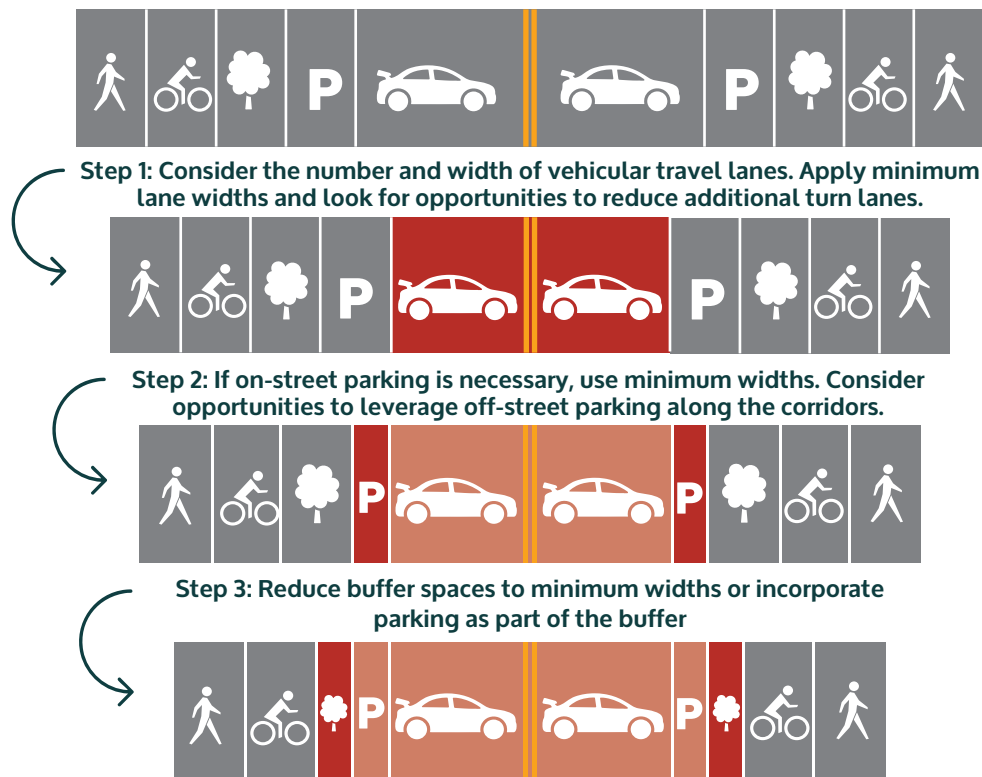 P P
Step 1: Consider the number and width of vehicular travel lanes. Apply minimum
lane widths and look for opportunities to reduce additional turn lanes.
P P
Step 2: If on-street parking is necessary, use minimum widths. Consider
opportunities to leverage off-street parking along the corridors.
P P
Step 3: Reduce buffer spaces to minimum widths or incorporate
parking as part of the buffer
P P